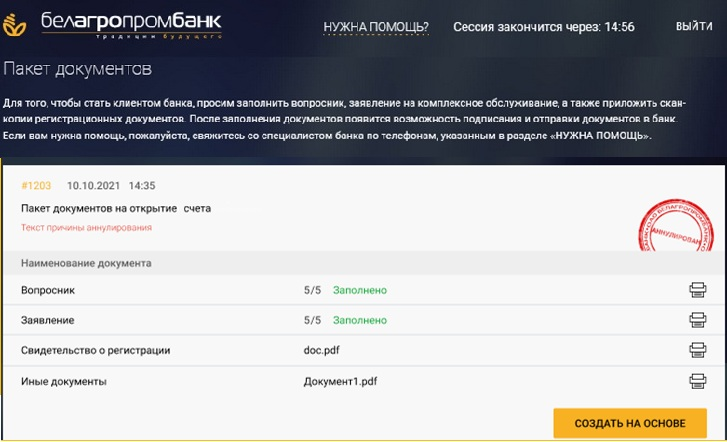 белагропромбанк
традиции будущего
НУЖНА ПОМОЩЬ?
Сессия закончится через: 14:56
ВЫЙТИ
Пакет документов
Для того, чтобы стать клиентом банка, просим заполнить вопросник, заявление на комплексное обслуживание, а также приложить скан-
копии регистрационных документов. После заполнения документов появится возможность подписания и отправки документов в банк.
Если вам нужна помощь, пожалуйста, свяжитесь со специалистом банка по телефонам, указанным в разделе «НУЖНА ПОМОЩЬ».
#1203 10.10.2021 14:35
Пакет документов на открытие счета
Текст причины аннулирования
АННУЛИРОВАН
Наименование документа
Вопросник 5/5 Заполнено
Заявление 5/5 Заполнено
Свидетельство о регистрации doc.pdf
Иные документы Документ1.pdf
СОЗДАТЬ НА ОСНОВЕ